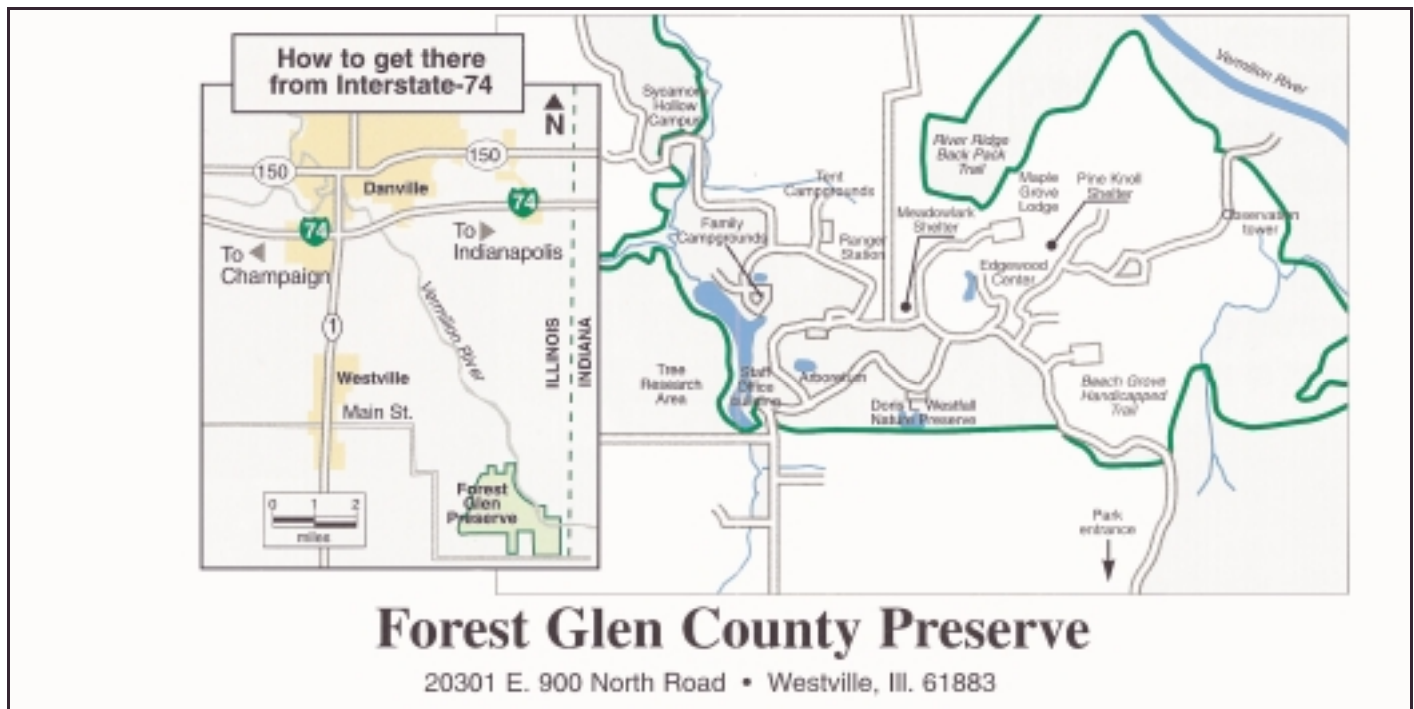 How to get there
from Interstate-74
N
150
150
Danville
74
74
To
Champaign
To
Indianapolis
Vermilion River
1
ILLINOIS
INDIANA
Westville
Main St.
0 1 2
miles
Forest
Glen
Preserve
Sycamore
Hollow
Campus
Vermilion River
River Ridge
Back Pack
Trail
Tent
Campgrounds
Maple
Grove
Lodge
Pine Knoll
Shelter
Meadowlark
Shelter
Family
Campgrounds
Ranger
Station
Observation
tower
Edgewood
Center
Tree
Research
Area
Staff
Office
Building
Arboretum
Doris L. Westfall
Nature Preserve
Beech Grove
Handicapped
Trail
Park
entrance
Forest Glen County Preserve
20301 E. 900 North Road • Westville, Ill. 61883